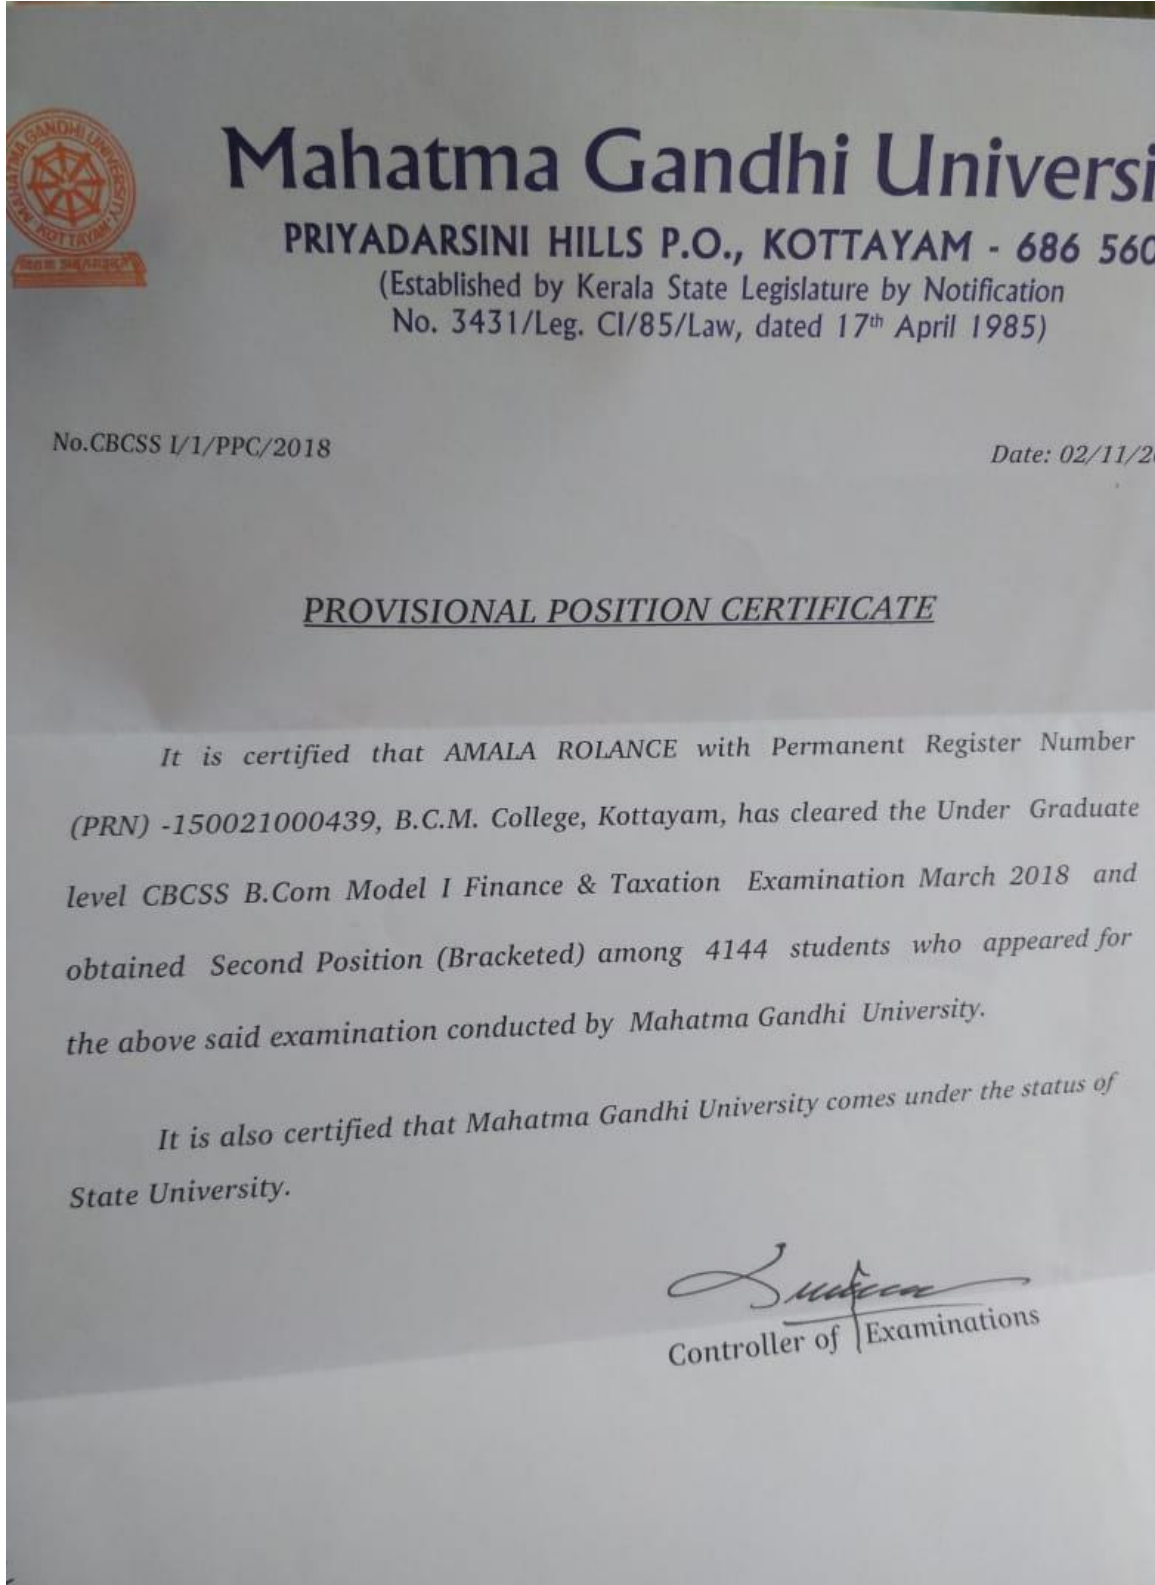 MAHATMA GANDHI UNIVERSITY
KOTTAYAM
Mahatma Gandhi Universi
PRIYADARSINI HILLS P.O., KOTTAYAM - 686 560
(Established by Kerala State Legislature by Notification
No. 3431/Leg. CI/85/Law, dated 17th April 1985)
No.CBCSS I/1/PPC/2018
Date: 02/11/2
PROVISIONAL POSITION CERTIFICATE
It is certified that AMALA ROLANCE with Permanent Register Number
(PRN) -150021000439, B.C.M. College, Kottayam, has cleared the Under Graduate
level CBCSS B.Com Model I Finance & Taxation Examination March 2018 and
obtained Second Position (Bracketed) among 4144 students who appeared for
the above said examination conducted by Mahatma Gandhi University.
It is also certified that Mahatma Gandhi University comes under the status of
State University.
Controller of Examinations